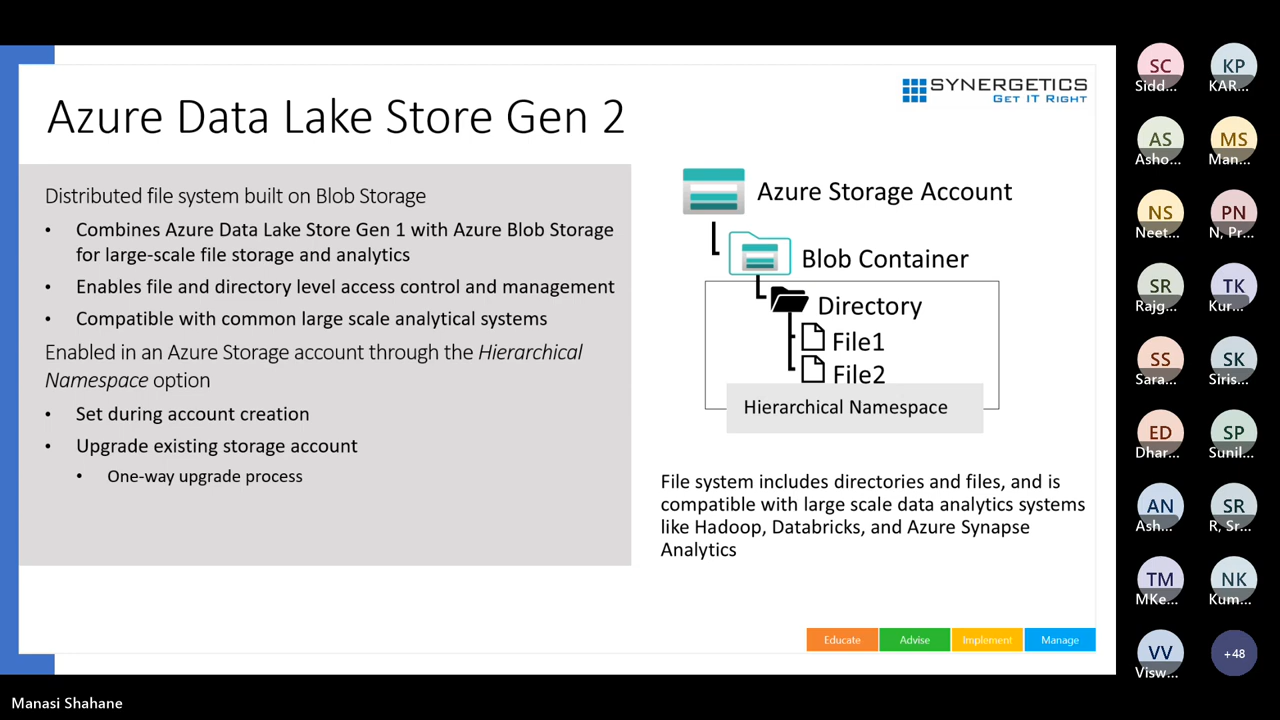 SYNERGETICS
GET IT RIGHT
Azure Data Lake Store Gen 2
Distributed file system built on Blob Storage
• Combines Azure Data Lake Store Gen 1 with Azure Blob Storage
for large-scale file storage and analytics
• Enables file and directory level access control and management
• Compatible with common large scale analytical systems
Enabled in an Azure Storage account through the Hierarchical
Namespace option
• Set during account creation
• Upgrade existing storage account
• One-way upgrade process
Azure Storage Account
Blob Container
Directory
File1
File2
Hierarchical Namespace
File system includes directories and files, and is
compatible with large scale data analytics systems
like Hadoop, Databricks, and Azure Synapse
Analytics
Educate Advise Implement Manage
SC KP
Sidd... KAR...
AS MS
Asho... Man...
NS PN
Neet... N, Pr...
SR TK
Rajg... Kur...
SS SK
Sara... Siris...
ED SP
Dhar... Sunil...
AN SR
Ash... R, Sr...
TM NK
MKe... Kum...
VV +48
Visw...
Manasi Shahane